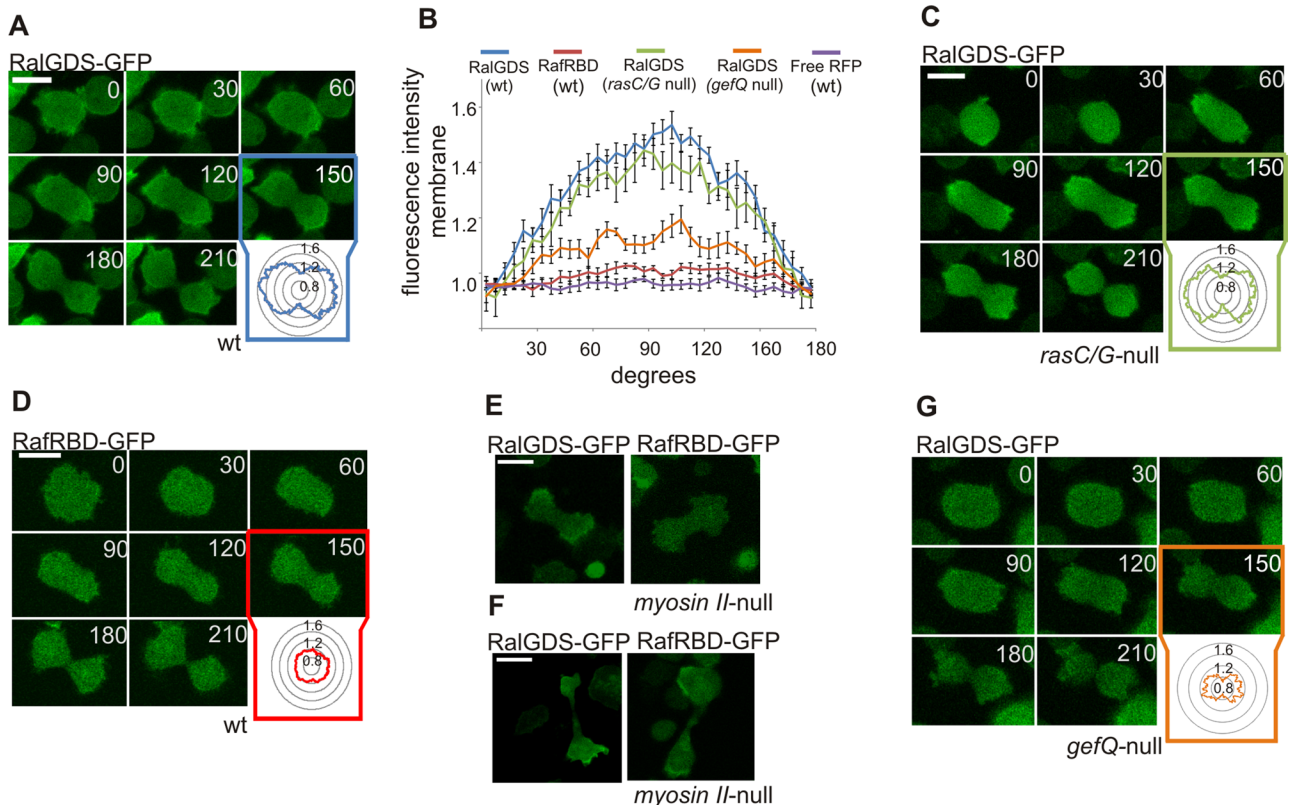 A
RalGDS-GFP
0 30 60
90 120 150
180 210
1.6
1.2
0.8
wt
B
RalGDS (wt)
RafRBD (wt)
RalGDS (rasC/G null)
RalGDS (gefQ null)
Free RFP (wt)
fluorescence intensity
membrane
1.6
1.4
1.2
1.0
30 60 90 120 160 180
degrees
C
RalGDS-GFP
0 30 60
90 120 150
180 210
1.6
1.2
0.8
rasC/G-null
D
RafRBD-GFP
0 30 60
90 120 150
180 210
1.6
1.2
0.8
wt
E
RalGDS-GFP RafRBD-GFP
myosin II-null
F
RalGDS-GFP RafRBD-GFP
myosin II-null
G
RalGDS-GFP
0 30 60
90 120 150
180 210
1.6
1.2
0.8
gefQ-null